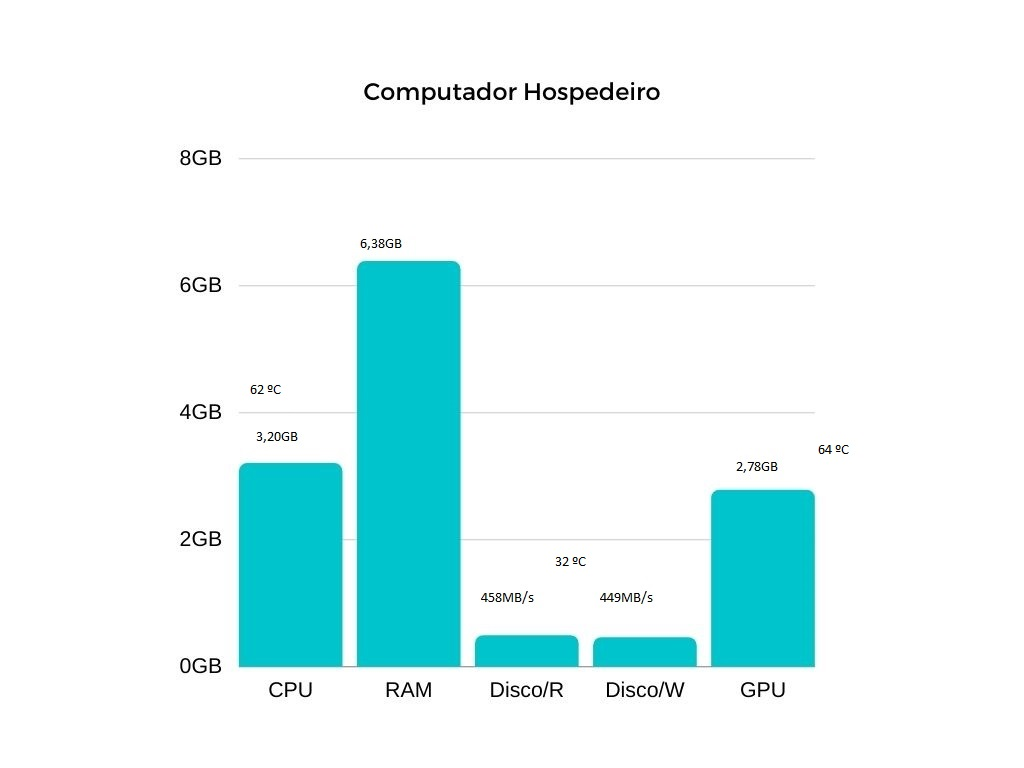 Computador Hospedeiro
8GB
6,38GB
6GB
62 ºC
4GB
3,20GB
64 ºC
2,78GB
2GB
32 ºC
458MB/s
449MB/s
0GB
CPU
RAM
Disco/R
Disco/W
GPU